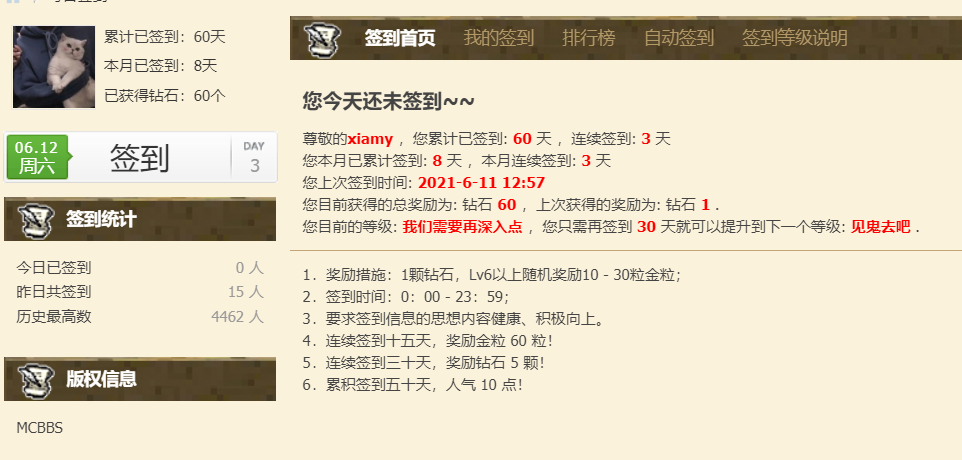 累计已签到：60天
本月已签到：8天
已获得钻石：60个
06.12
周六
签到
DAY
3
签到统计
今日已签到 0 人
昨日共签到 15 人
历史最高数 4462 人
版权信息
MCBBS
签到首页 我的签到 排行榜 自动签到 签到等级说明
您今天还未签到~~
尊敬的xiamy ，您累计已签到: 60 天 ，连续签到: 3 天
您本月已累计签到: 8 天 ，本月连续签到: 3 天
您上次签到时间: 2021-6-11 12:57
您目前获得的总奖励为: 钻石 60 ，上次获得的奖励为: 钻石 1 .
您目前的等级: 我们需要再深入点 ，您只需再签到 30 天就可以提升到下一个等级: 见鬼去吧 .
1. 奖励措施：1颗钻石，Lv6以上随机奖励10 - 30粒金粒；
2. 签到时间：0：00 - 23：59；
3. 要求签到信息的思想内容健康、积极向上。
4. 连续签到十五天，奖励金粒 60 粒！
5. 连续签到三十天，奖励钻石 5 颗！
6. 累积签到五十天，人气 10 点！